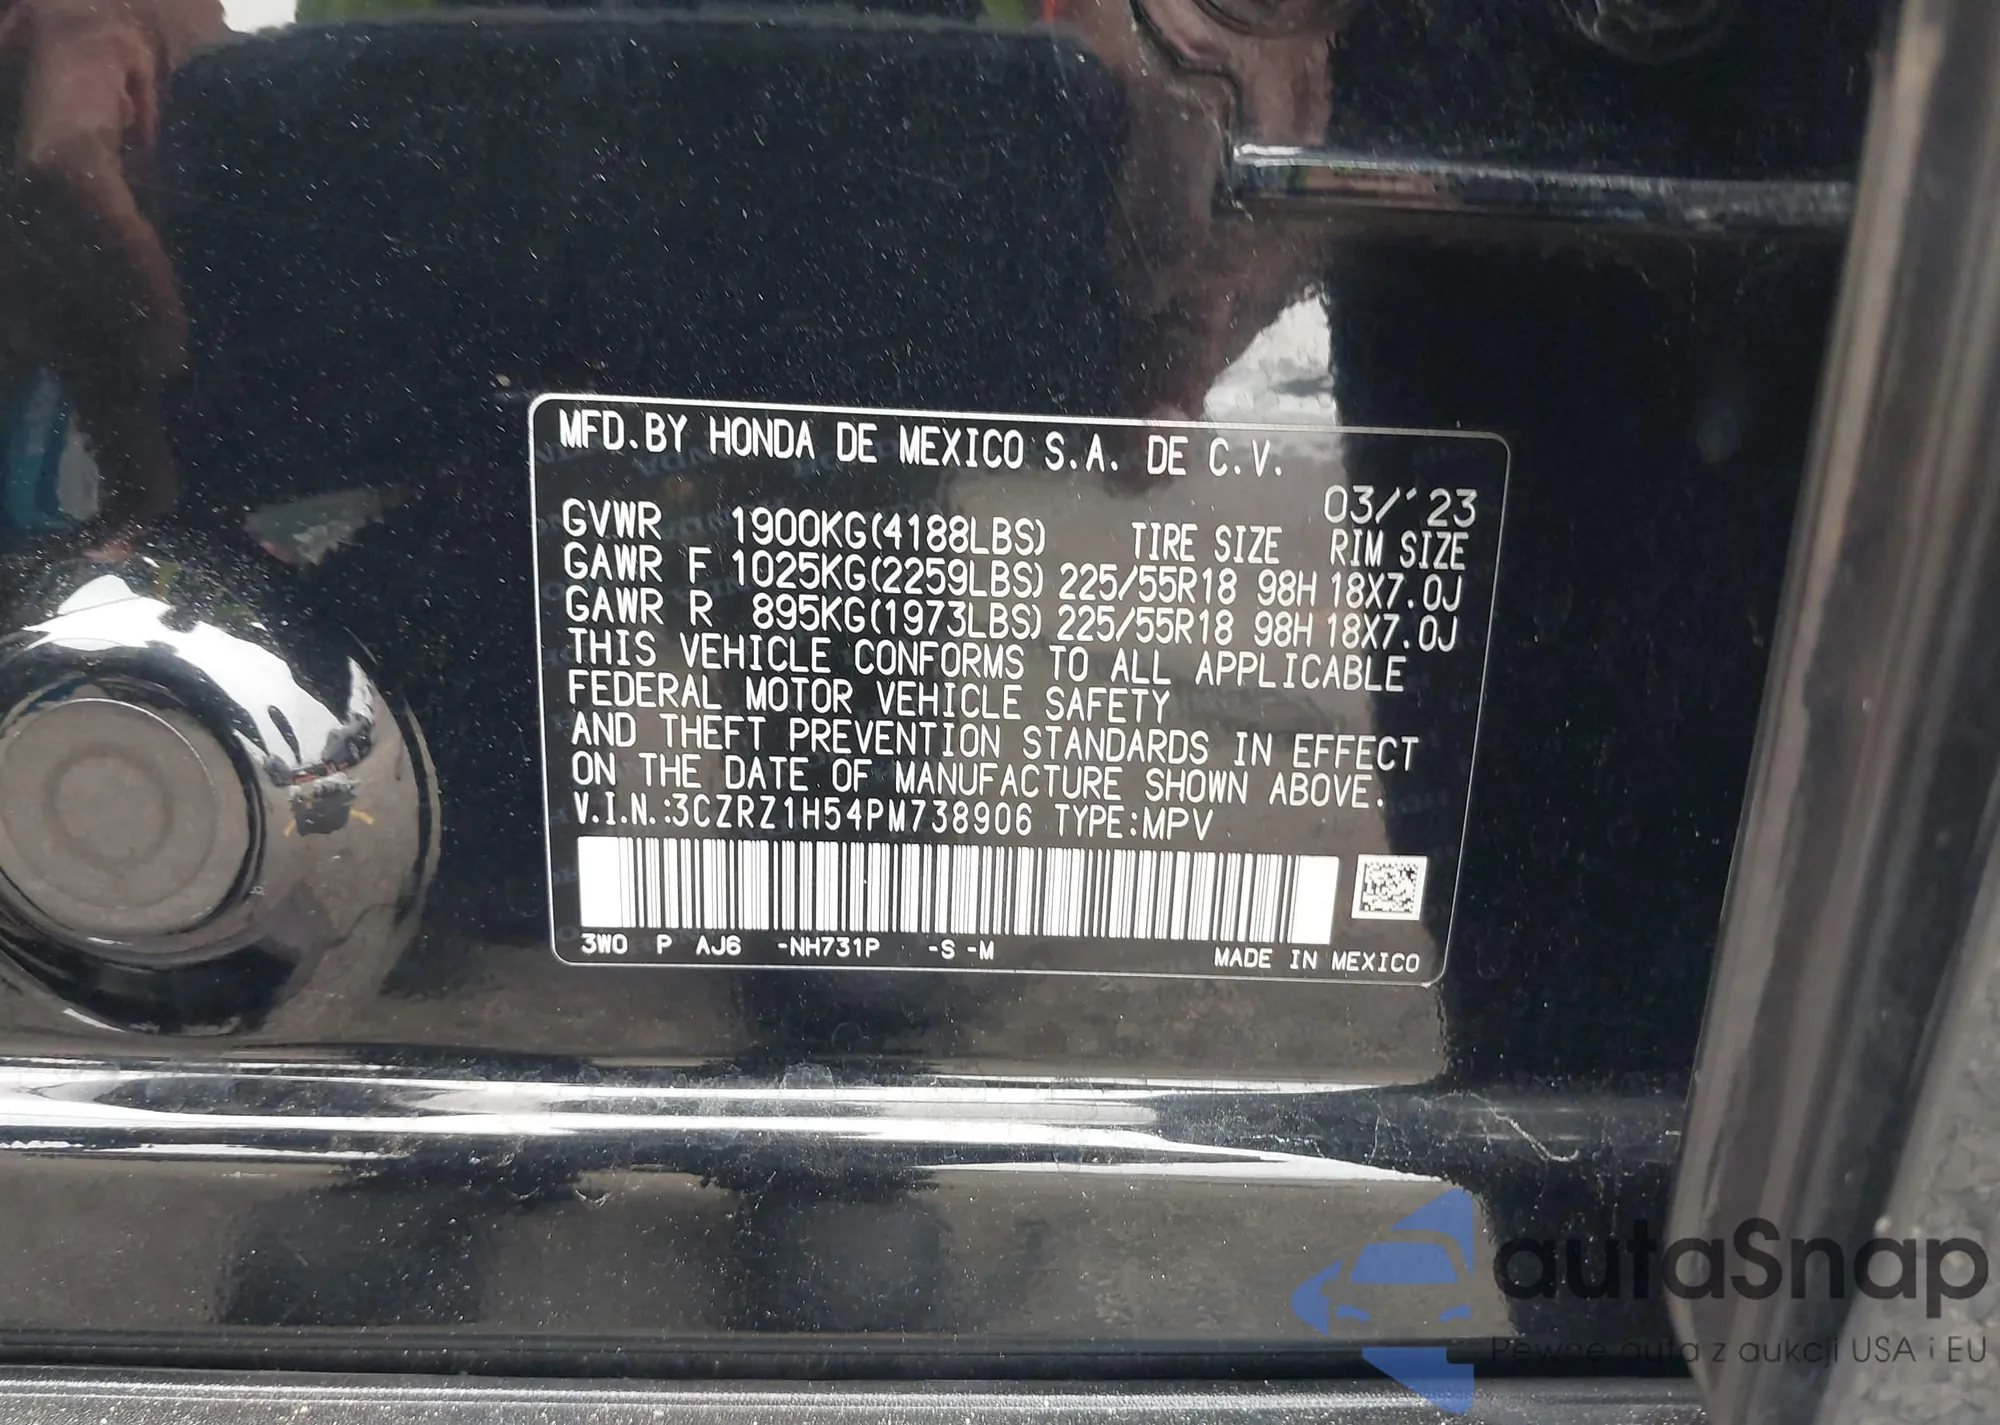 MFD.BY HONDA DE MEXICO S.A. DE C.V.
03/'23
GVWR 1900KG(4188LBS) TIRE SIZE RIM SIZE
GAWR F 1025KG(2259LBS) 225/55R18 98H 18X7.0J
GAWR R 895KG(1973LBS) 225/55R18 98H 18X7.0J
THIS VEHICLE CONFORMS TO ALL APPLICABLE
FEDERAL MOTOR VEHICLE SAFETY
AND THEFT PREVENTION STANDARDS IN EFFECT
ON THE DATE OF MANUFACTURE SHOWN ABOVE.
V.I.N.:3CZRZ1H54PM738906 TYPE:MPV
3W0 P AJ6 -NH731P -S -M MADE IN MEXICO
autaSnap
Pewne auta z aukcji USA i EU